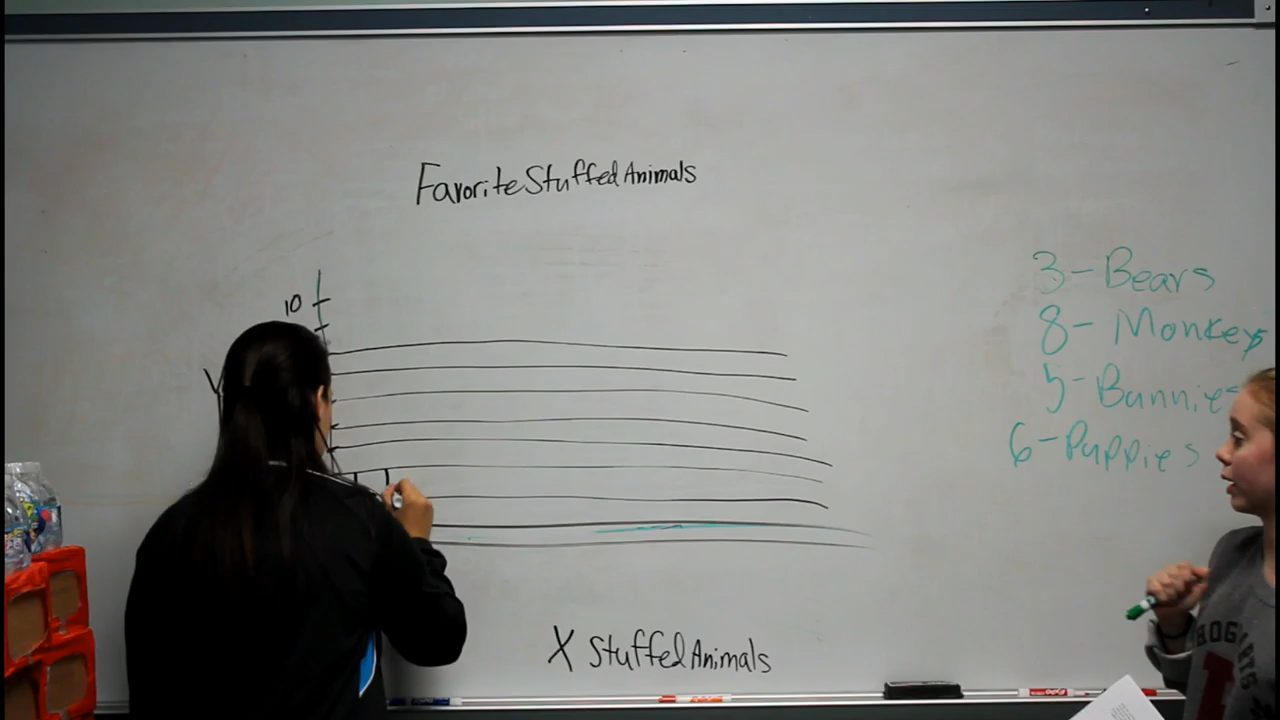 Favorite Stuffed Animals
10
Y
3- Bears
8- Monkeys
5- Bunnies
6- Puppies
X Stuffed Animals